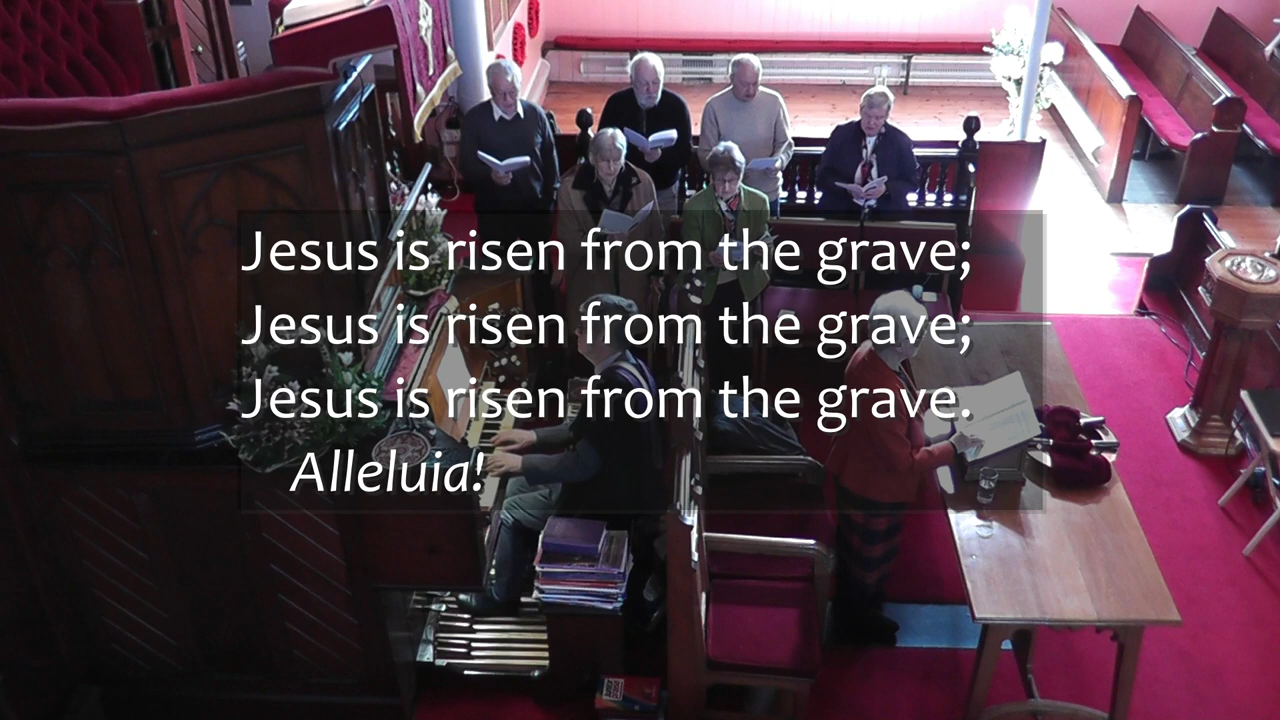 Jesus is risen from the grave;
Jesus is risen from the grave;
Jesus is risen from the grave.
Alleluia!